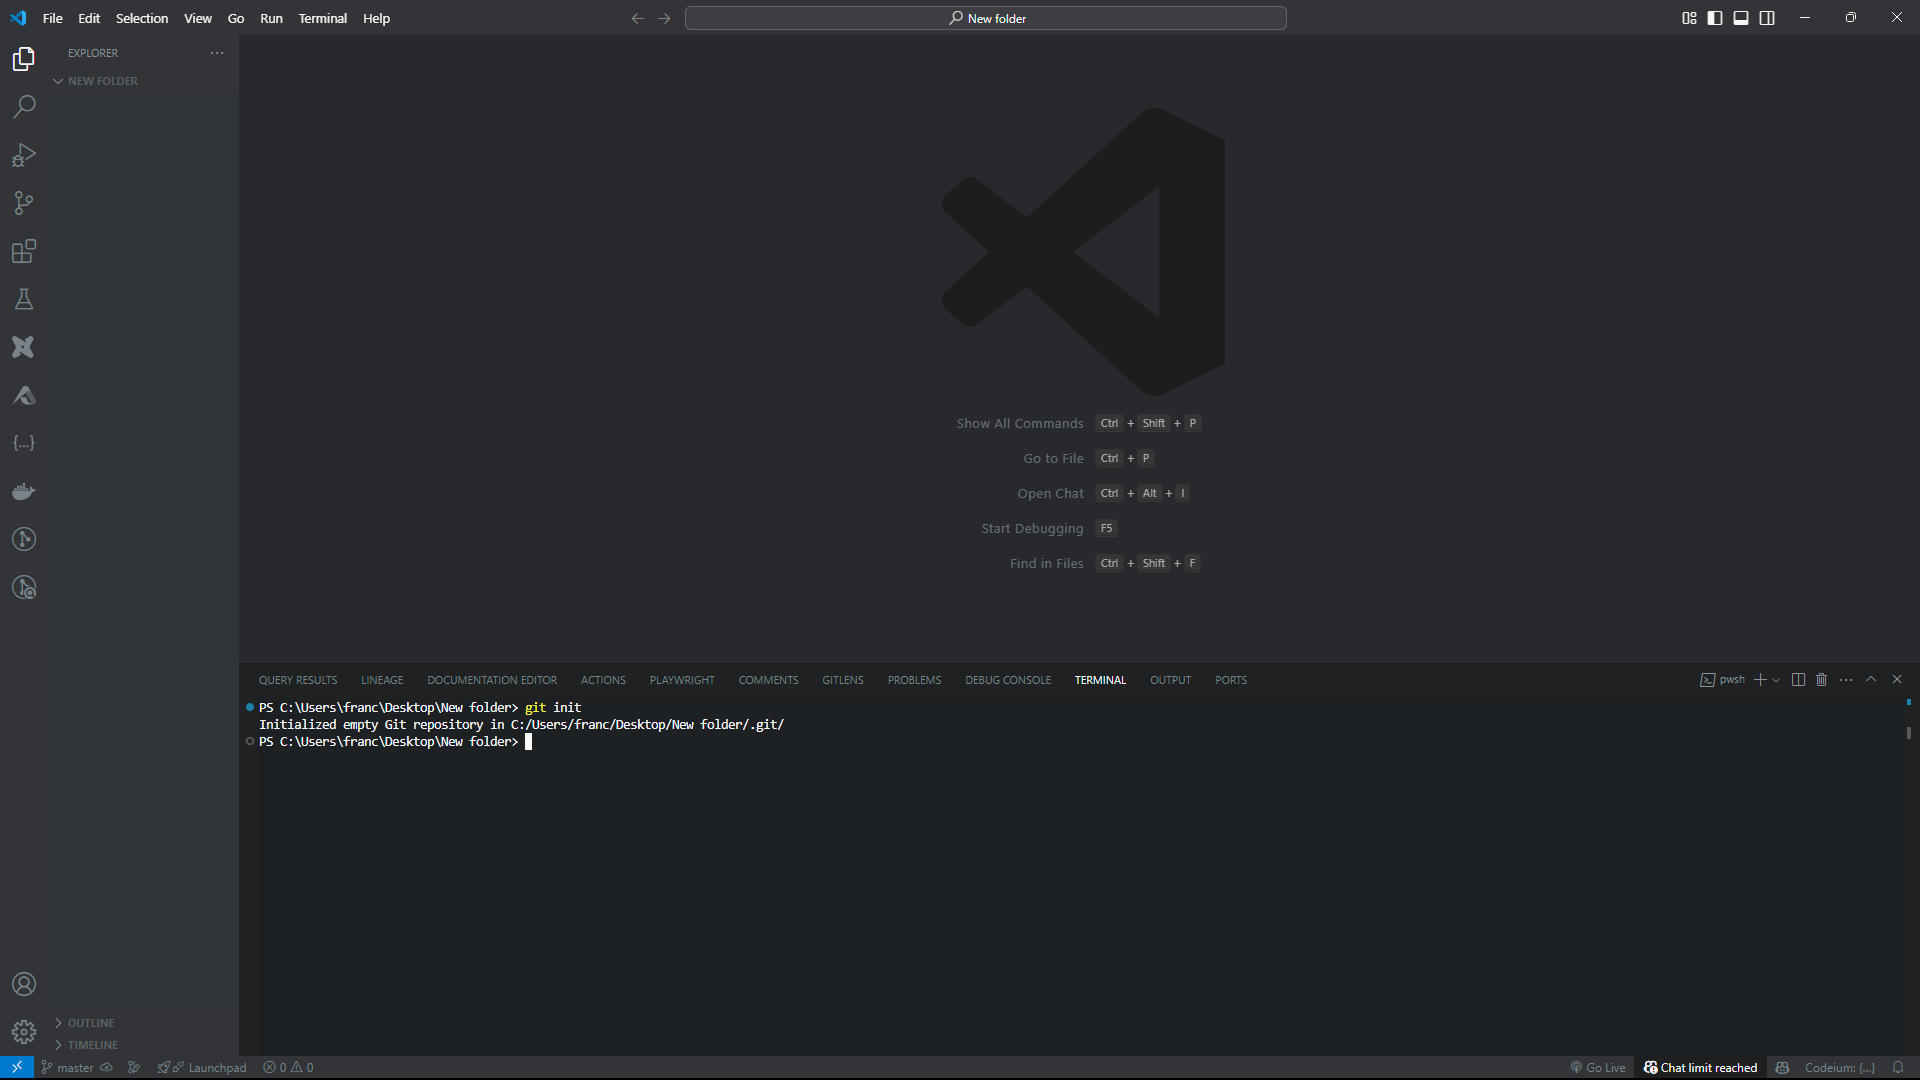 File Edit Selection View Go Run Terminal Help
New folder
EXPLORER
NEW FOLDER
Show All Commands Ctrl + Shift + P
Go to File Ctrl + P
Open Chat Ctrl + Alt + I
Start Debugging F5
Find in Files Ctrl + Shift + F
QUERY RESULTS LINEAGE DOCUMENTATION EDITOR ACTIONS PLAYWRIGHT COMMENTS GITLENS PROBLEMS DEBUG CONSOLE TERMINAL OUTPUT PORTS
pwsh
PS C:\Users\franc\Desktop\New folder> git init
Initialized empty Git repository in C:/Users/franc/Desktop/New folder/.git/
PS C:\Users\franc\Desktop\New folder>
OUTLINE
TIMELINE
master Launchpad 0 0 Go Live Chat limit reached Codeium: {...}